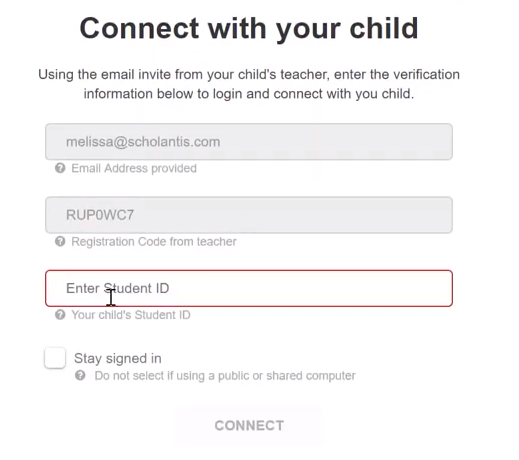 Connect with your child
Using the email invite from your child's teacher, enter the verification
information below to login and connect with you child.
melissa@scholantis.com
Email Address provided
RUP0WC7
Registration Code from teacher
Enter Student ID
Your child's Student ID
Stay signed in
Do not select if using a public or shared computer
CONNECT